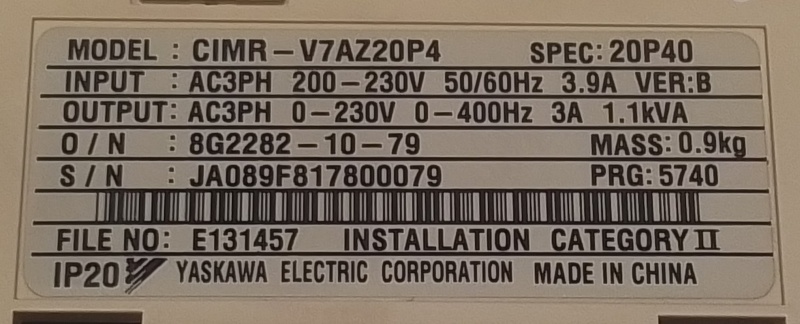 MODEL : CIMR-V7AZ20P4 SPEC: 20P40
INPUT : AC3PH 200-230V 50/60Hz 3.9A VER:B
OUTPUT: AC3PH 0-230V 0-400Hz 3A 1.1kVA
O/N : 8G2282-10-79 MASS: 0.9kg
S/N : JA089F817800079 PRG: 5740
FILE NO: E131457 INSTALLATION CATEGORY II
IP20 YASKAWA ELECTRIC CORPORATION MADE IN CHINA